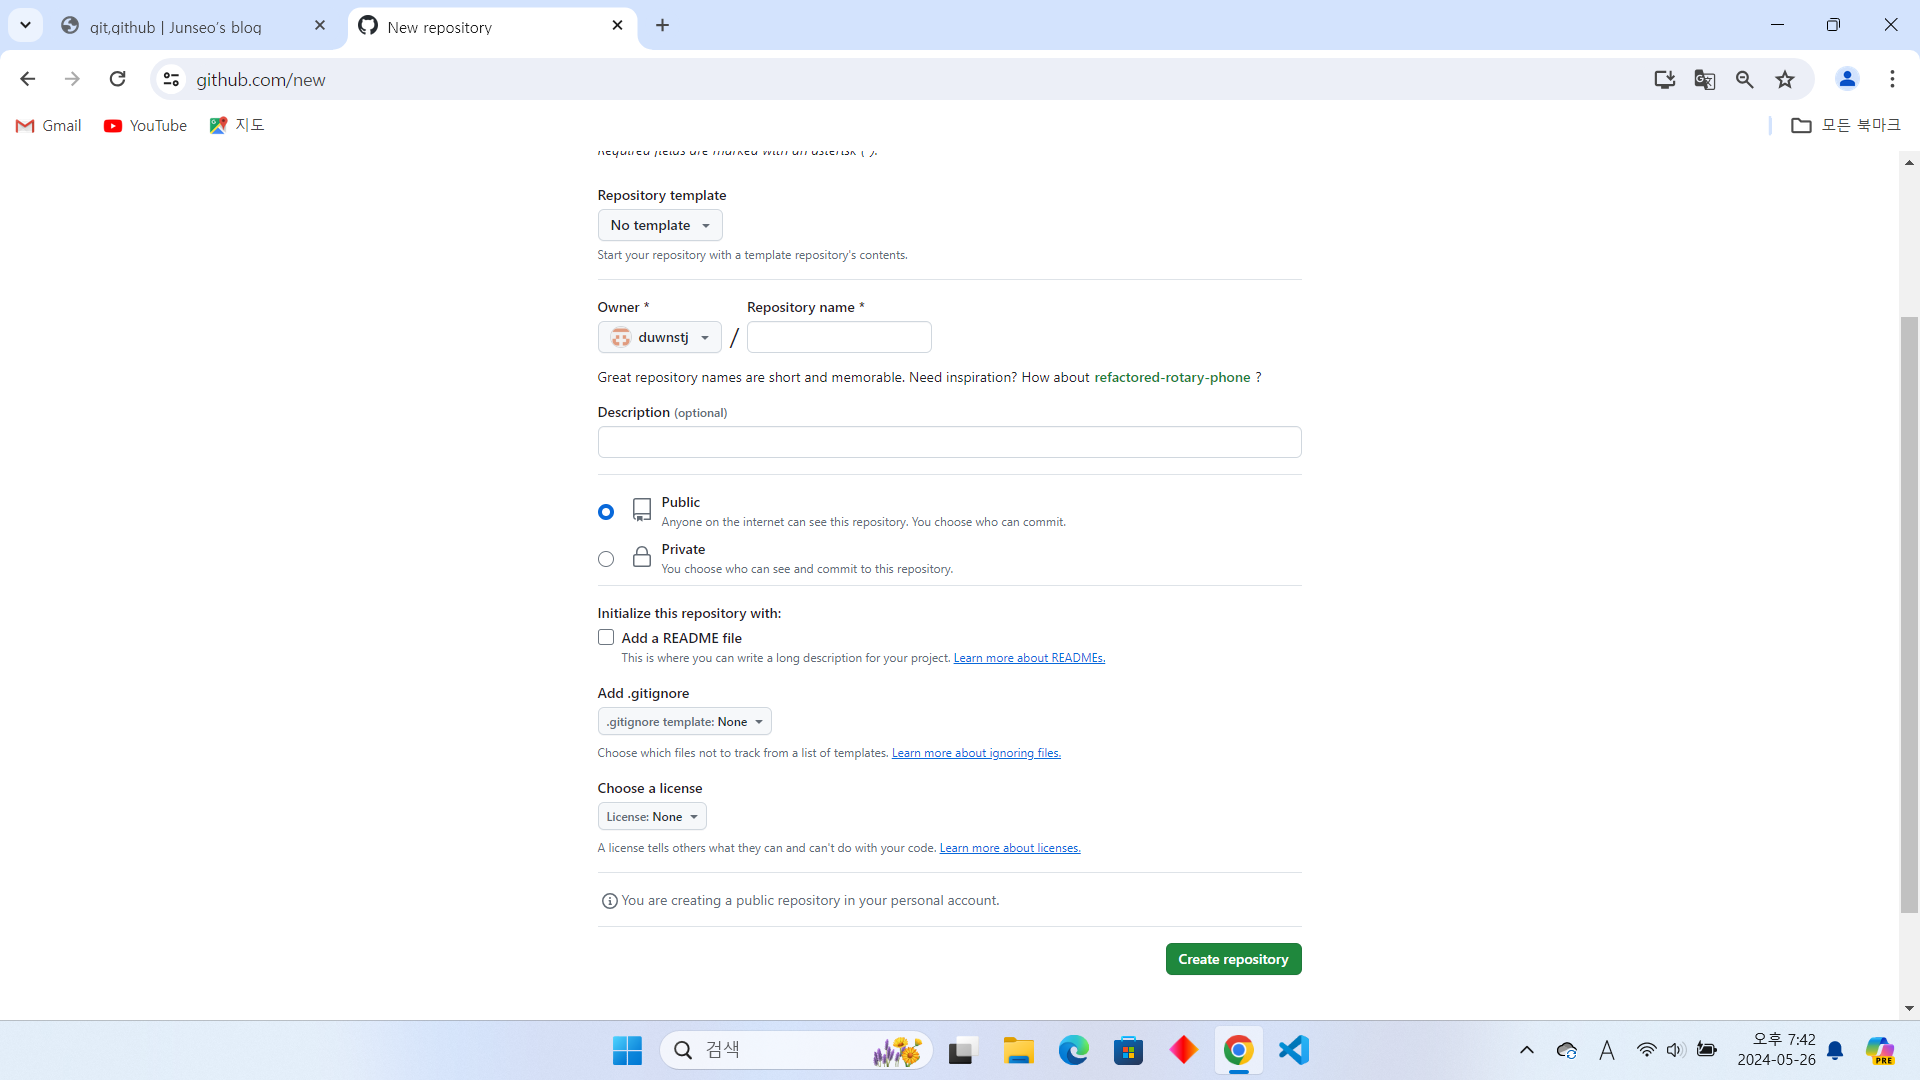 git,github | Junseo's blog
New repository
github.com/new
Gmail
YouTube
지도
모든 북마크
Required fields are marked with an asterisk (*).
Repository template
No template
Start your repository with a template repository's contents.
Owner *
Repository name *
duwnstj
/
Great repository names are short and memorable. Need inspiration? How about refactored-rotary-phone ?
Description (optional)
Public
Anyone on the internet can see this repository. You choose who can commit.
Private
You choose who can see and commit to this repository.
Initialize this repository with:
Add a README file
This is where you can write a long description for your project. Learn more about READMEs.
Add .gitignore
.gitignore template: None
Choose which files not to track from a list of templates. Learn more about ignoring files.
Choose a license
License: None
A license tells others what they can and can't do with your code. Learn more about licenses.
You are creating a public repository in your personal account.
Create repository
검색
A
오후 7:42
2024-05-26
PRE